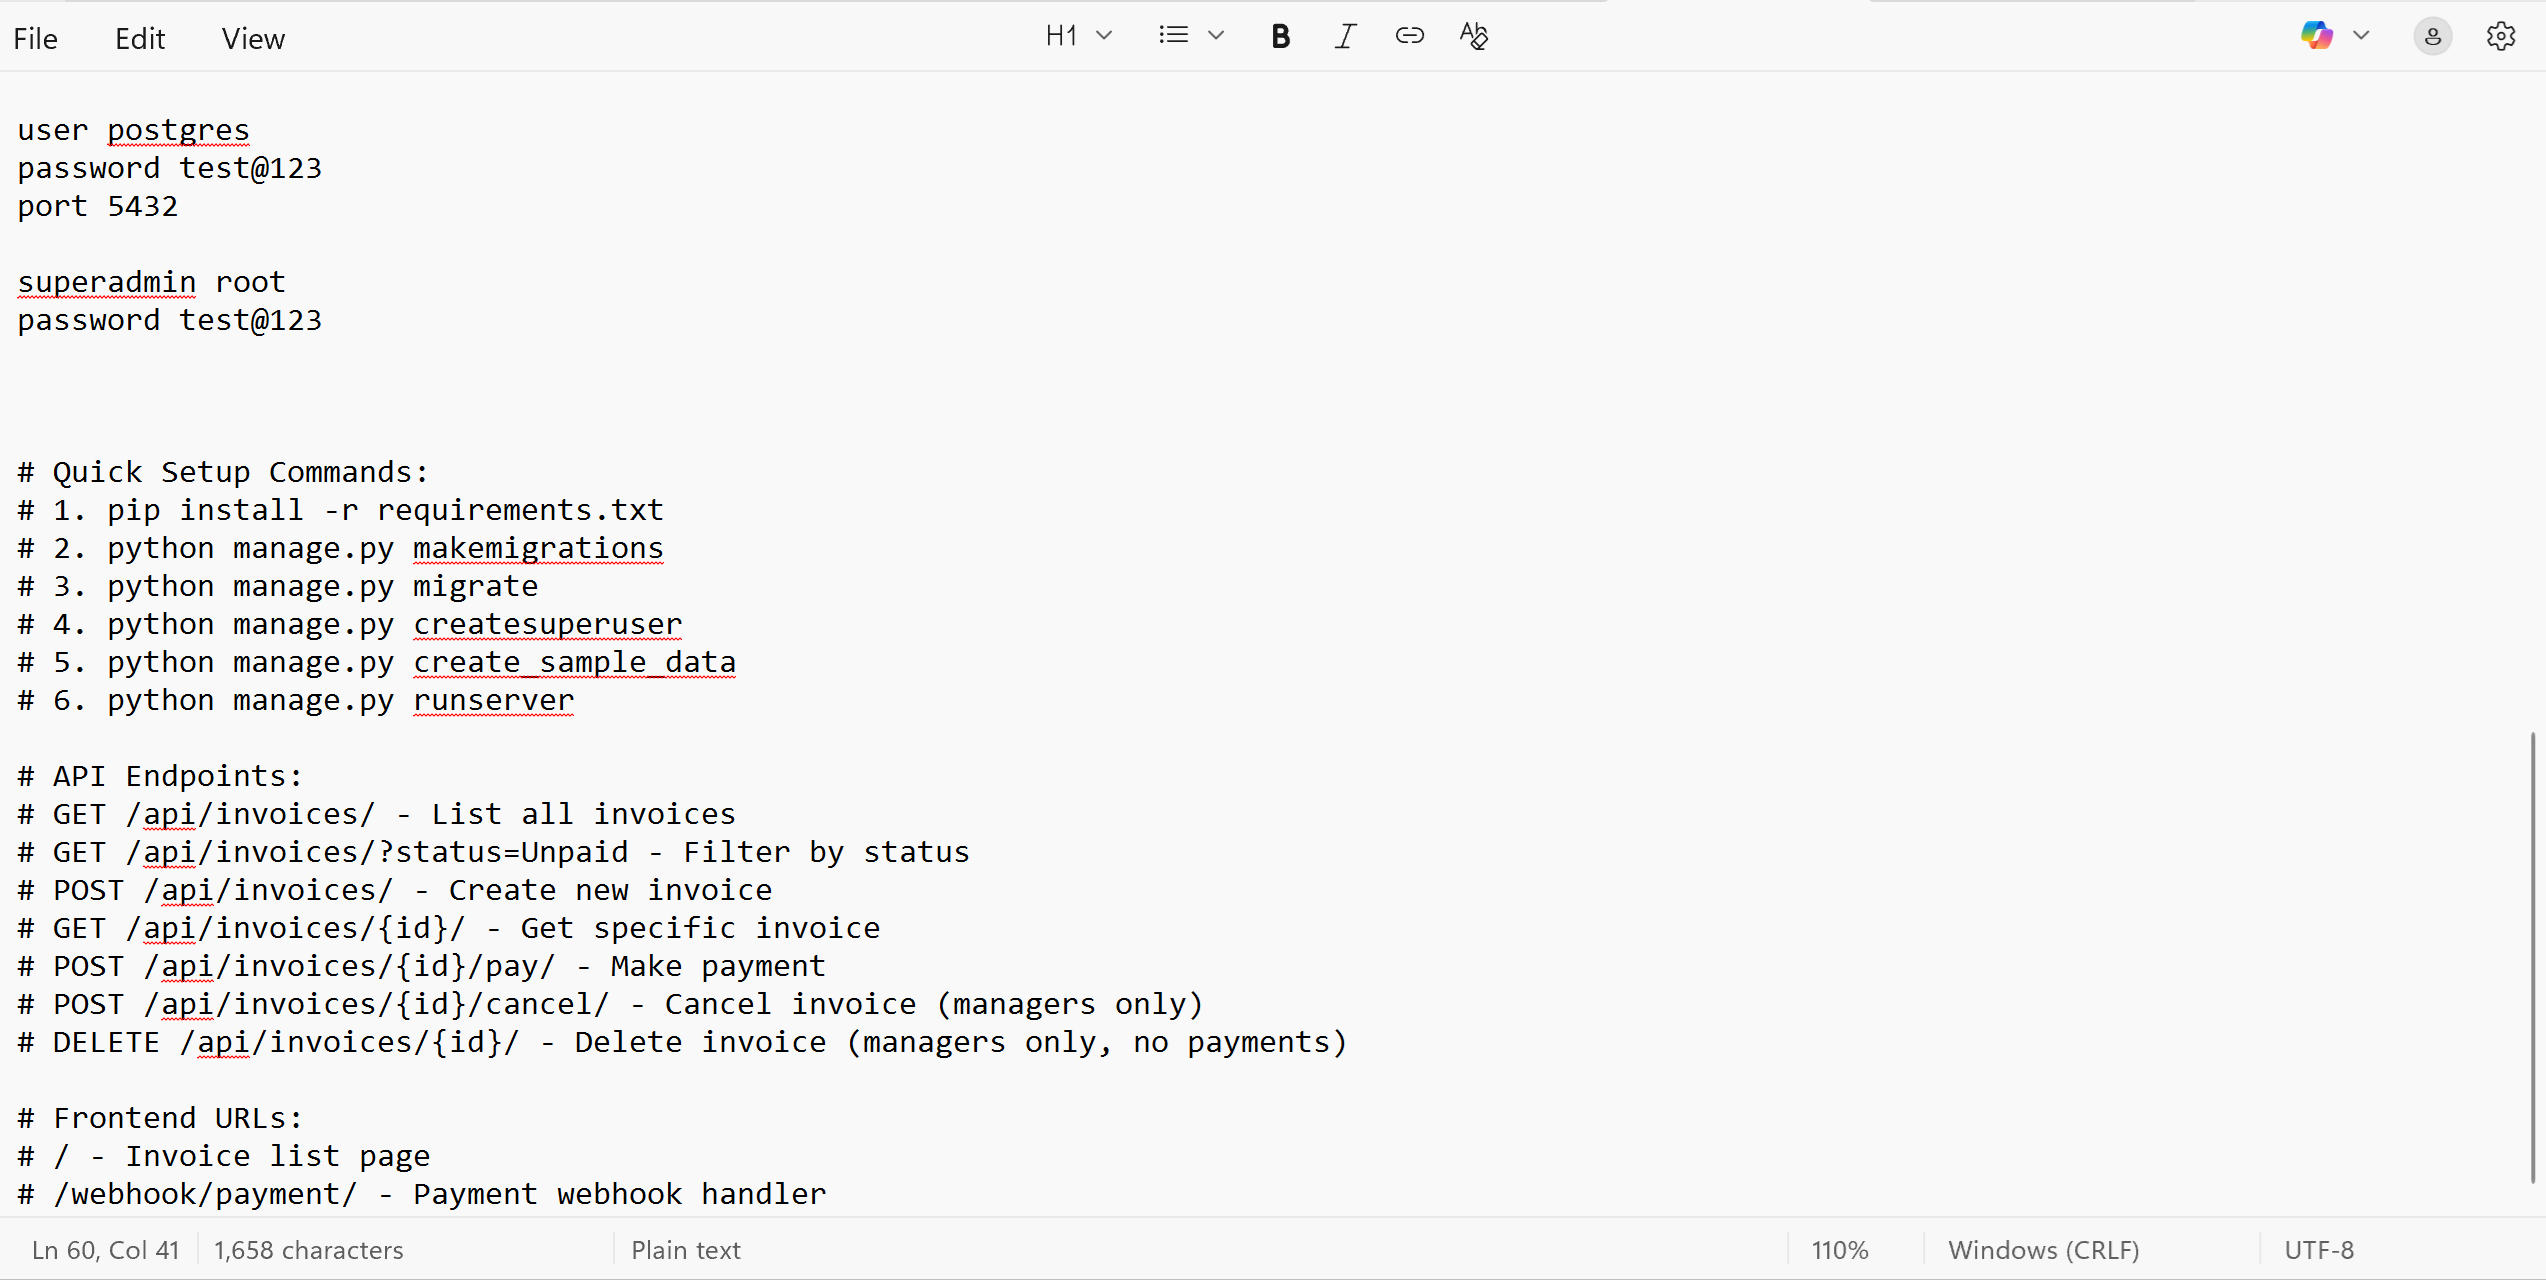 File Edit View H1 B I
user postgres
password test@123
port 5432
superadmin root
password test@123
# Quick Setup Commands:
# 1. pip install -r requirements.txt
# 2. python manage.py makemigrations
# 3. python manage.py migrate
# 4. python manage.py createsuperuser
# 5. python manage.py create_sample_data
# 6. python manage.py runserver
# API Endpoints:
# GET /api/invoices/ - List all invoices
# GET /api/invoices/?status=Unpaid - Filter by status
# POST /api/invoices/ - Create new invoice
# GET /api/invoices/{id}/ - Get specific invoice
# POST /api/invoices/{id}/pay/ - Make payment
# POST /api/invoices/{id}/cancel/ - Cancel invoice (managers only)
# DELETE /api/invoices/{id}/ - Delete invoice (managers only, no payments)
# Frontend URLs:
# / - Invoice list page
# /webhook/payment/ - Payment webhook handler
Ln 60, Col 41 1,658 characters Plain text 110% Windows (CRLF) UTF-8